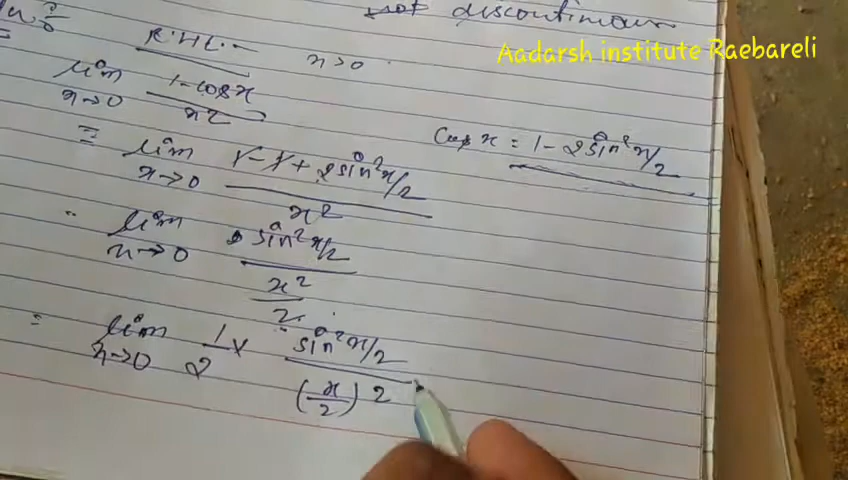 not discontinuous
Aadarsh institute Raebareli
R.H.L.- x>0
lim x→0 1-cosx / x2
Cos x = 1-2sin²x/2
= lim x→0 1-1+2sin²x/2 / x2
lim x→0 sin²x/2 / x2 / 2
= lim x→0 1/2 x sin²x/2 / (x/2)2